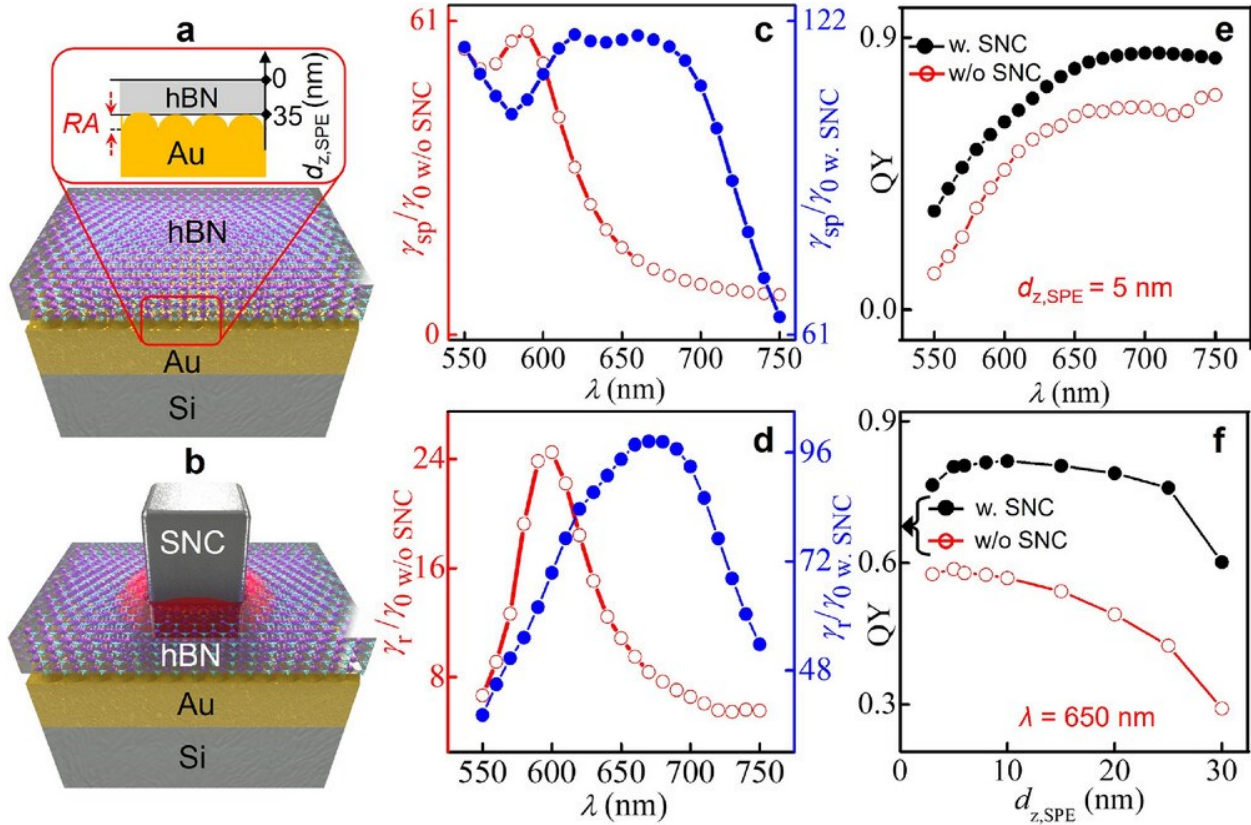 a
0
hBN
RA
35
Au
d_z,SPE (nm)
hBN
Au
Si
b
SNC
hBN
Au
Si
c
61
0
γ_sp/γ_0 w/o SNC
122
61
γ_sp/γ_0 w. SNC
550 600 650 700 750
λ (nm)
d
24
16
8
γ_r/γ_0 w/o SNC
96
72
48
γ_r/γ_0 w. SNC
550 600 650 700 750
λ (nm)
e
0.9
w. SNC
w/o SNC
QY
d_z,SPE = 5 nm
0.0
550 600 650 700 750
λ (nm)
f
0.9
w. SNC
w/o SNC
0.6
QY
λ = 650 nm
0.3
0 10 20 30
d_z,SPE (nm)